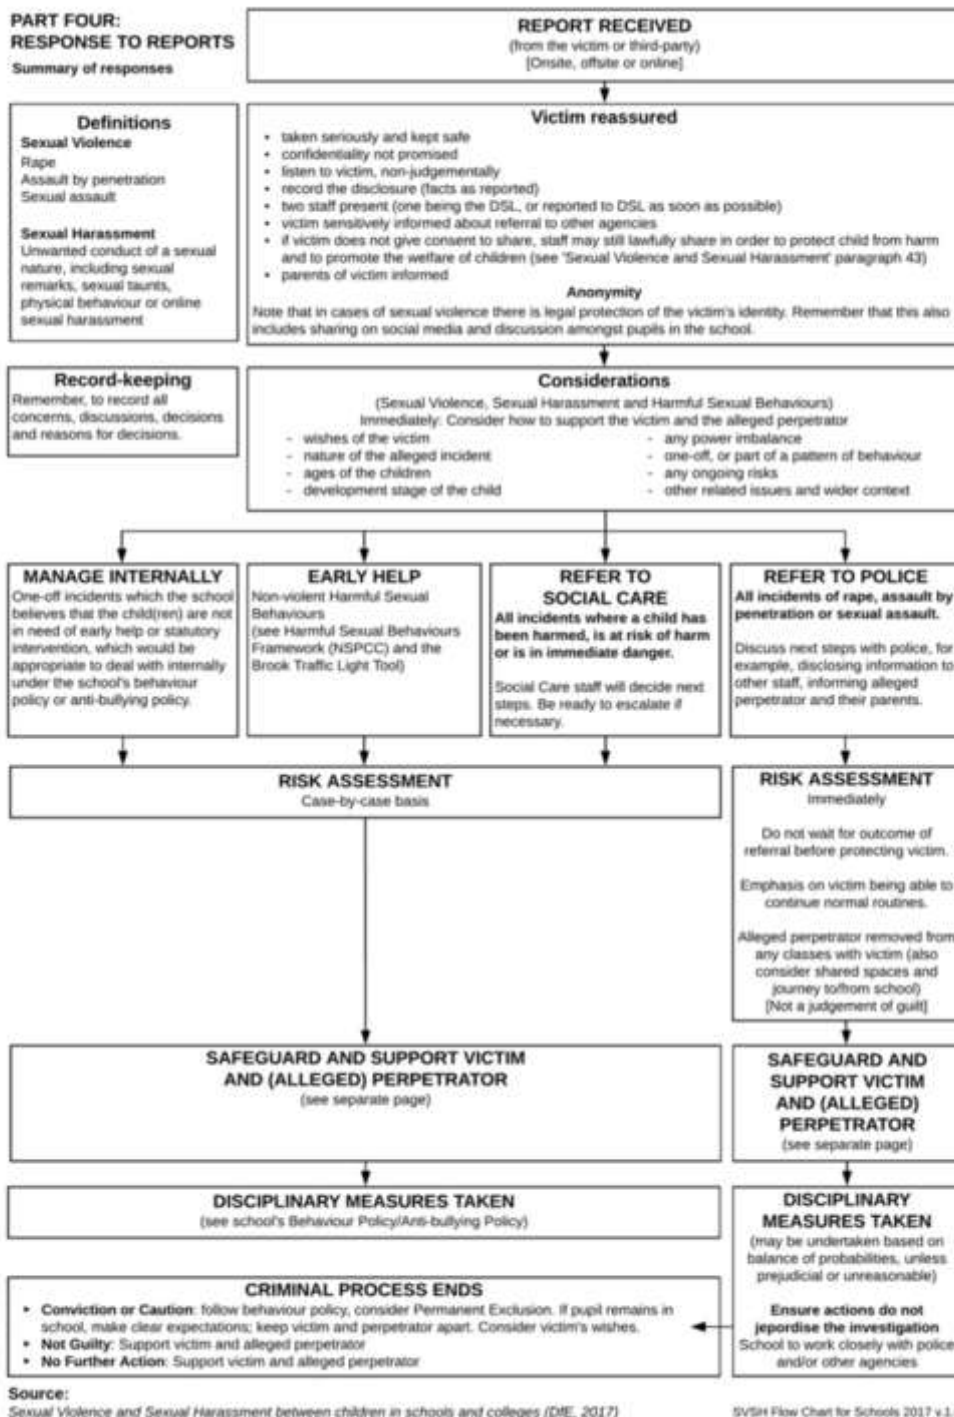 PART FOUR:
RESPONSE TO REPORTS
Summary of responses
REPORT RECEIVED
(from the victim or third-party)
[Onsite, offsite or online]
Definitions
Sexual Violence
Rape
Assault by penetration
Sexual assault
Sexual Harassment
Unwanted conduct of a sexual
nature, including sexual
remarks, sexual taunts,
physical behaviour or online
sexual harassment
Victim reassured
• taken seriously and kept safe
• confidentiality not promised
• listen to victim, non-judgementally
• record the disclosure (facts as reported)
• two staff present (one being the DSL, or reported to DSL as soon as possible)
• victim sensitively informed about referral to other agencies
• if victim does not give consent to share, staff may still lawfully share in order to protect child from harm
and to promote the welfare of children (see 'Sexual Violence and Sexual Harassment' paragraph 43)
• parents of victim informed
Anonymity
Note that in cases of sexual violence there is legal protection of the victim's identity. Remember that this also
includes sharing on social media and discussion amongst pupils in the school.
Record-keeping
Remember, to record all
concerns, discussions, decisions
and reasons for decisions.
Considerations
(Sexual Violence, Sexual Harassment and Harmful Sexual Behaviours)
Immediately: Consider how to support the victim and the alleged perpetrator
- wishes of the victim
- nature of the alleged incident
- ages of the children
- development stage of the child
- any power imbalance
- one-off, or part of a pattern of behaviour
- any ongoing risks
- other related issues and wider context
MANAGE INTERNALLY
One-off incidents which the school
believes that the child(ren) are not
in need of early help or statutory
intervention, which would be
appropriate to deal with internally
under the school's behaviour
policy or anti-bullying policy.
EARLY HELP
Non-violent Harmful Sexual
Behaviours
(see Harmful Sexual Behaviours
Framework (NSPCC) and the
Brook Traffic Light Tool)
REFER TO
SOCIAL CARE
All incidents where a child has
been harmed, is at risk of harm
or is in immediate danger.
Social Care staff will decide next
steps. Be ready to escalate if
necessary.
REFER TO POLICE
All incidents of rape, assault by
penetration or sexual assault.
Discuss next steps with police, for
example, disclosing information to
other staff, informing alleged
perpetrator and their parents.
RISK ASSESSMENT
Case-by-case basis
RISK ASSESSMENT
Immediately
Do not wait for outcome of
referral before protecting victim.
Emphasis on victim being able to
continue normal routines.
Alleged perpetrator removed from
any classes with victim (also
consider shared spaces and
journey to/from school)
[Not a judgement of guilt]
SAFEGUARD AND SUPPORT VICTIM
AND (ALLEGED) PERPETRATOR
(see separate page)
SAFEGUARD AND
SUPPORT VICTIM
AND (ALLEGED)
PERPETRATOR
(see separate page)
DISCIPLINARY MEASURES TAKEN
(see school's Behaviour Policy/Anti-bullying Policy)
DISCIPLINARY
MEASURES TAKEN
(may be undertaken based on
balance of probabilities, unless
prejudicial or unreasonable)
Ensure actions do not
jepordise the investigation
School to work closely with police
and/or other agencies
CRIMINAL PROCESS ENDS
▸ Conviction or Caution: follow behaviour policy, consider Permanent Exclusion. If pupil remains in
school, make clear expectations; keep victim and perpetrator apart. Consider victim's wishes.
▸ Not Guilty: Support victim and alleged perpetrator
▸ No Further Action: Support victim and alleged perpetrator
Source:
Sexual Violence and Sexual Harassment between children in schools and colleges (DfE, 2017)
SVSH Flow Chart for Schools 2017 v.1.